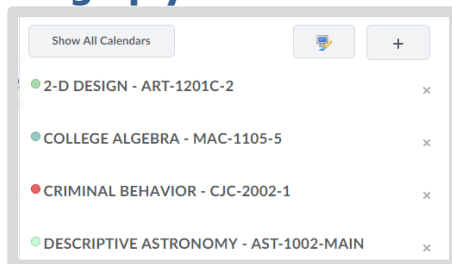 Show All Calendars +
2-D DESIGN - ART-1201C-2 ×
COLLEGE ALGEBRA - MAC-1105-5 ×
CRIMINAL BEHAVIOR - CJC-2002-1 ×
DESCRIPTIVE ASTRONOMY - AST-1002-MAIN ×